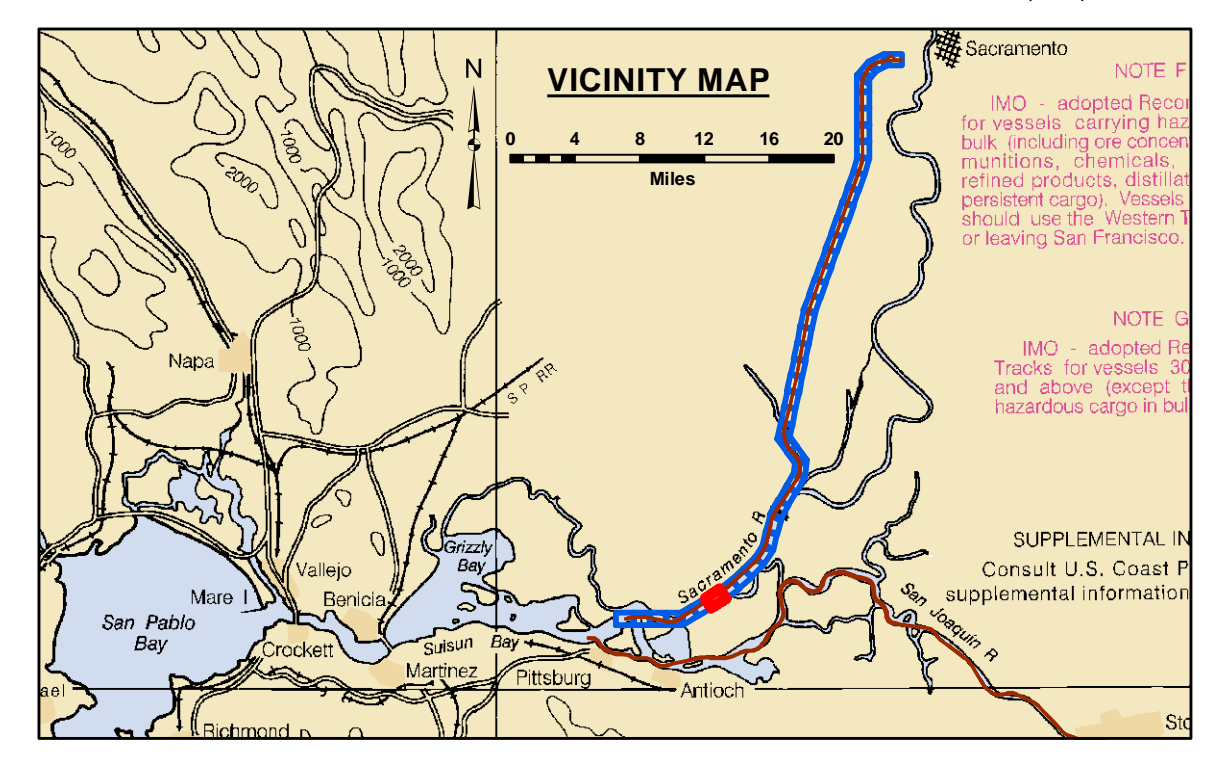 Sacramento
NOTE F
N
VICINITY MAP
IMO - adopted Recor
for vessels carrying haz
bulk (including ore concen
munitions, chemicals,
refined products, distillat
persistent cargo). Vessels
should use the Western T
or leaving San Francisco.
0 4 8 12 16 20
Miles
1000
2000
1000
2000
1000
1000
NOTE G
IMO - adopted Re
Tracks for vessels 30
and above (except t
hazardous cargo in bul
Napa
S P RR
Grizzly
Bay
Sacramento R
SUPPLEMENTAL IN
Consult U.S. Coast P
supplemental information
Vallejo
Mare I
Benicia
San Pablo
Bay
Crockett
Suisun Bay
Martinez
Pittsburg
Antioch
San Joaquin R
ael
Richmond
Sto